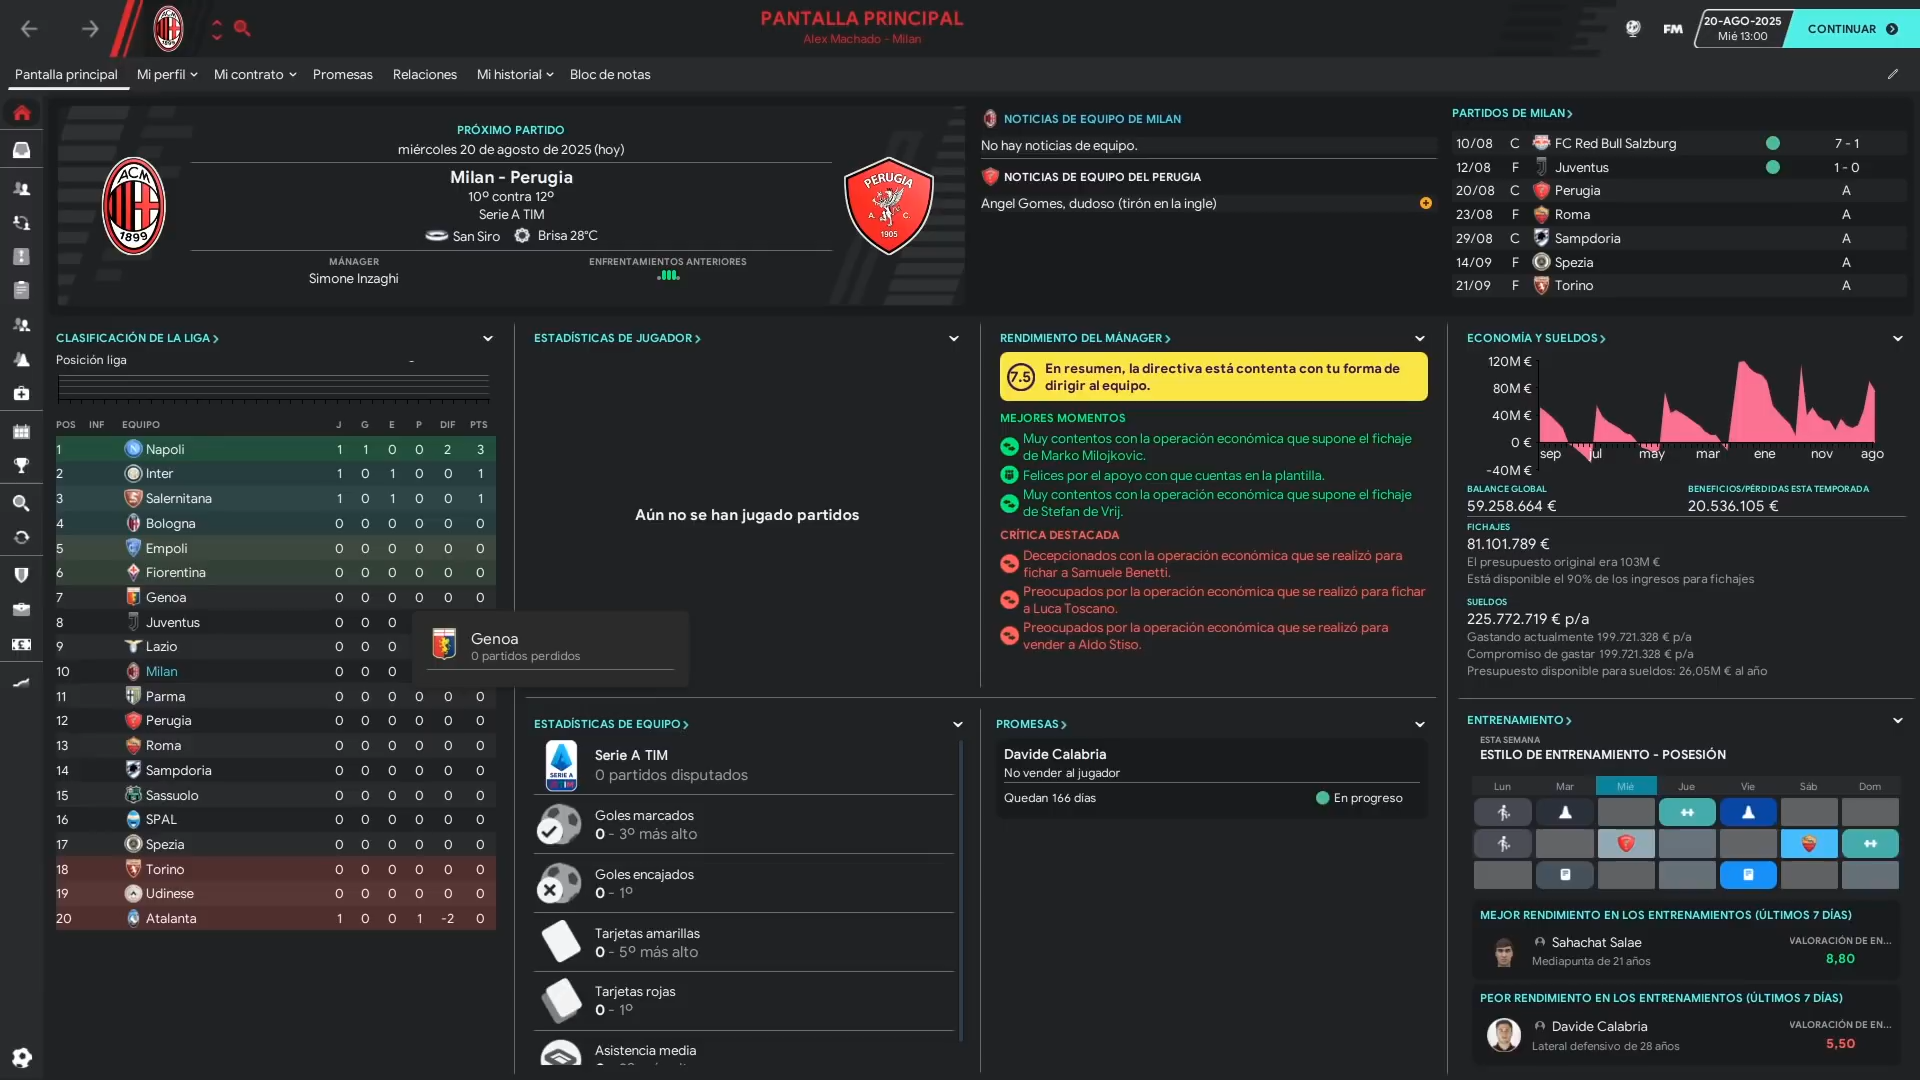 PANTALLA PRINCIPAL
Alex Machado - Milan
FM
20-AGO-2025
Mié 13:00
CONTINUAR
Pantalla principal Mi perfil Mi contrato Promesas Relaciones Mi historial Bloc de notas
PRÓXIMO PARTIDO
miércoles 20 de agosto de 2025 (hoy)
Milan - Perugia
10º contra 12º
Serie A TIM
San Siro Brisa 28°C
MÁNAGER
Simone Inzaghi
ENFRENTAMIENTOS ANTERIORES
ACM
1899
PERUGIA
A. C.
1905
NOTICIAS DE EQUIPO DE MILAN
No hay noticias de equipo.
NOTICIAS DE EQUIPO DEL PERUGIA
Angel Gomes, dudoso (tirón en la ingle)
PARTIDOS DE MILAN
10/08 C FC Red Bull Salzburg 7 - 1
12/08 F Juventus 1 - 0
20/08 C Perugia A
23/08 F Roma A
29/08 C Sampdoria A
14/09 F Spezia A
21/09 F Torino A
CLASIFICACIÓN DE LA LIGA
Posición liga -
POS INF EQUIPO J G E P DIF PTS
1 Napoli 1 1 0 0 2 3
2 Inter 1 0 1 0 0 1
3 Salernitana 1 0 1 0 0 1
4 Bologna 0 0 0 0 0 0
5 Empoli 0 0 0 0 0 0
6 Fiorentina 0 0 0 0 0 0
7 Genoa 0 0 0 0 0 0
8 Juventus 0 0 0
9 Lazio 0 0 0
10 Milan 0 0 0
11 Parma 0 0 0 0 0 0
12 Perugia 0 0 0 0 0 0
13 Roma 0 0 0 0 0 0
14 Sampdoria 0 0 0 0 0 0
15 Sassuolo 0 0 0 0 0 0
16 SPAL 0 0 0 0 0 0
17 Spezia 0 0 0 0 0 0
18 Torino 0 0 0 0 0 0
19 Udinese 0 0 0 0 0 0
20 Atalanta 1 0 0 1 -2 0
Genoa
0 partidos perdidos
ESTADÍSTICAS DE JUGADOR
Aún no se han jugado partidos
RENDIMIENTO DEL MÁNAGER
7.5
En resumen, la directiva está contenta con tu forma de
dirigir al equipo.
MEJORES MOMENTOS
Muy contentos con la operación económica que supone el fichaje
de Marko Milojkovic.
Felices por el apoyo con que cuentas en la plantilla.
Muy contentos con la operación económica que supone el fichaje
de Stefan de Vrij.
CRÍTICA DESTACADA
Decepcionados con la operación económica que se realizó para
fichar a Samuele Benetti.
Preocupados por la operación económica que se realizó para fichar
a Luca Toscano.
Preocupados por la operación económica que se realizó para
vender a Aldo Stiso.
ECONOMÍA Y SUELDOS
120M €
80M €
40M €
0 €
-40M €
sep jul may mar ene nov ago
BALANCE GLOBAL
59.258.664 €
BENEFICIOS/PÉRDIDAS ESTA TEMPORADA
20.536.105 €
FICHAJES
81.101.789 €
El presupuesto original era 103M €
Está disponible el 90% de los ingresos para fichajes
SUELDOS
225.772.719 € p/a
Gastando actualmente 199.721.328 € p/a
Compromiso de gastar 199.721.328 € p/a
Presupuesto disponible para sueldos: 26,05M € al año
ESTADÍSTICAS DE EQUIPO
SERIE A
Serie A TIM
0 partidos disputados
Goles marcados
0 - 3º más alto
Goles encajados
0 - 1º
Tarjetas amarillas
0 - 5º más alto
Tarjetas rojas
0 - 1º
Asistencia media
PROMESAS
Davide Calabria
No vender al jugador
Quedan 166 días En progreso
ENTRENAMIENTO
ESTA SEMANA
ESTILO DE ENTRENAMIENTO - POSESIÓN
Lun Mar Mié Jue Vie Sáb Dom
MEJOR RENDIMIENTO EN LOS ENTRENAMIENTOS (ÚLTIMOS 7 DÍAS)
Sahachat Salae
Mediapunta de 21 años
VALORACIÓN DE EN...
8,80
PEOR RENDIMIENTO EN LOS ENTRENAMIENTOS (ÚLTIMOS 7 DÍAS)
Davide Calabria
Lateral defensivo de 28 años
VALORACIÓN DE EN...
5,50